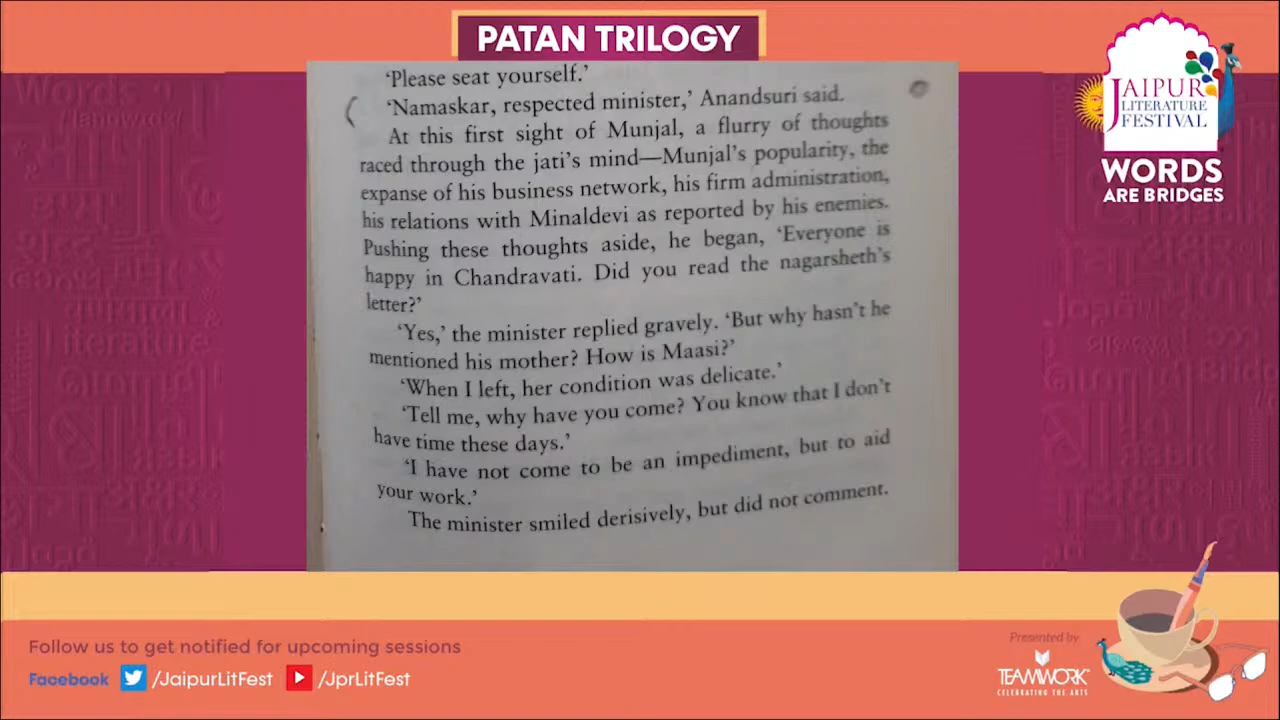 PATAN TRILOGY
'Please seat yourself.'
'Namaskar, respected minister,' Anandsuri said.
At this first sight of Munjal, a flurry of thoughts
raced through the jati's mind—Munjal's popularity, the
expanse of his business network, his firm administration,
his relations with Minaldevi as reported by his enemies.
Pushing these thoughts aside, he began, 'Everyone is
happy in Chandravati. Did you read the nagarsheth's
letter?'
'Yes,' the minister replied gravely. 'But why hasn't he
mentioned his mother? How is Maasi?'
'When I left, her condition was delicate.'
'Tell me, why have you come? You know that I don't
have time these days.'
'I have not come to be an impediment, but to aid
your work.'
The minister smiled derisively, but did not comment.
JAIPUR
LITERATURE
FESTIVAL
WORDS
ARE BRIDGES
Follow us to get notified for upcoming sessions
Facebook /JaipurLitFest /JprLitFest
Presented by
TEAMWORK
CELEBRATING THE ARTS
Words
Literature